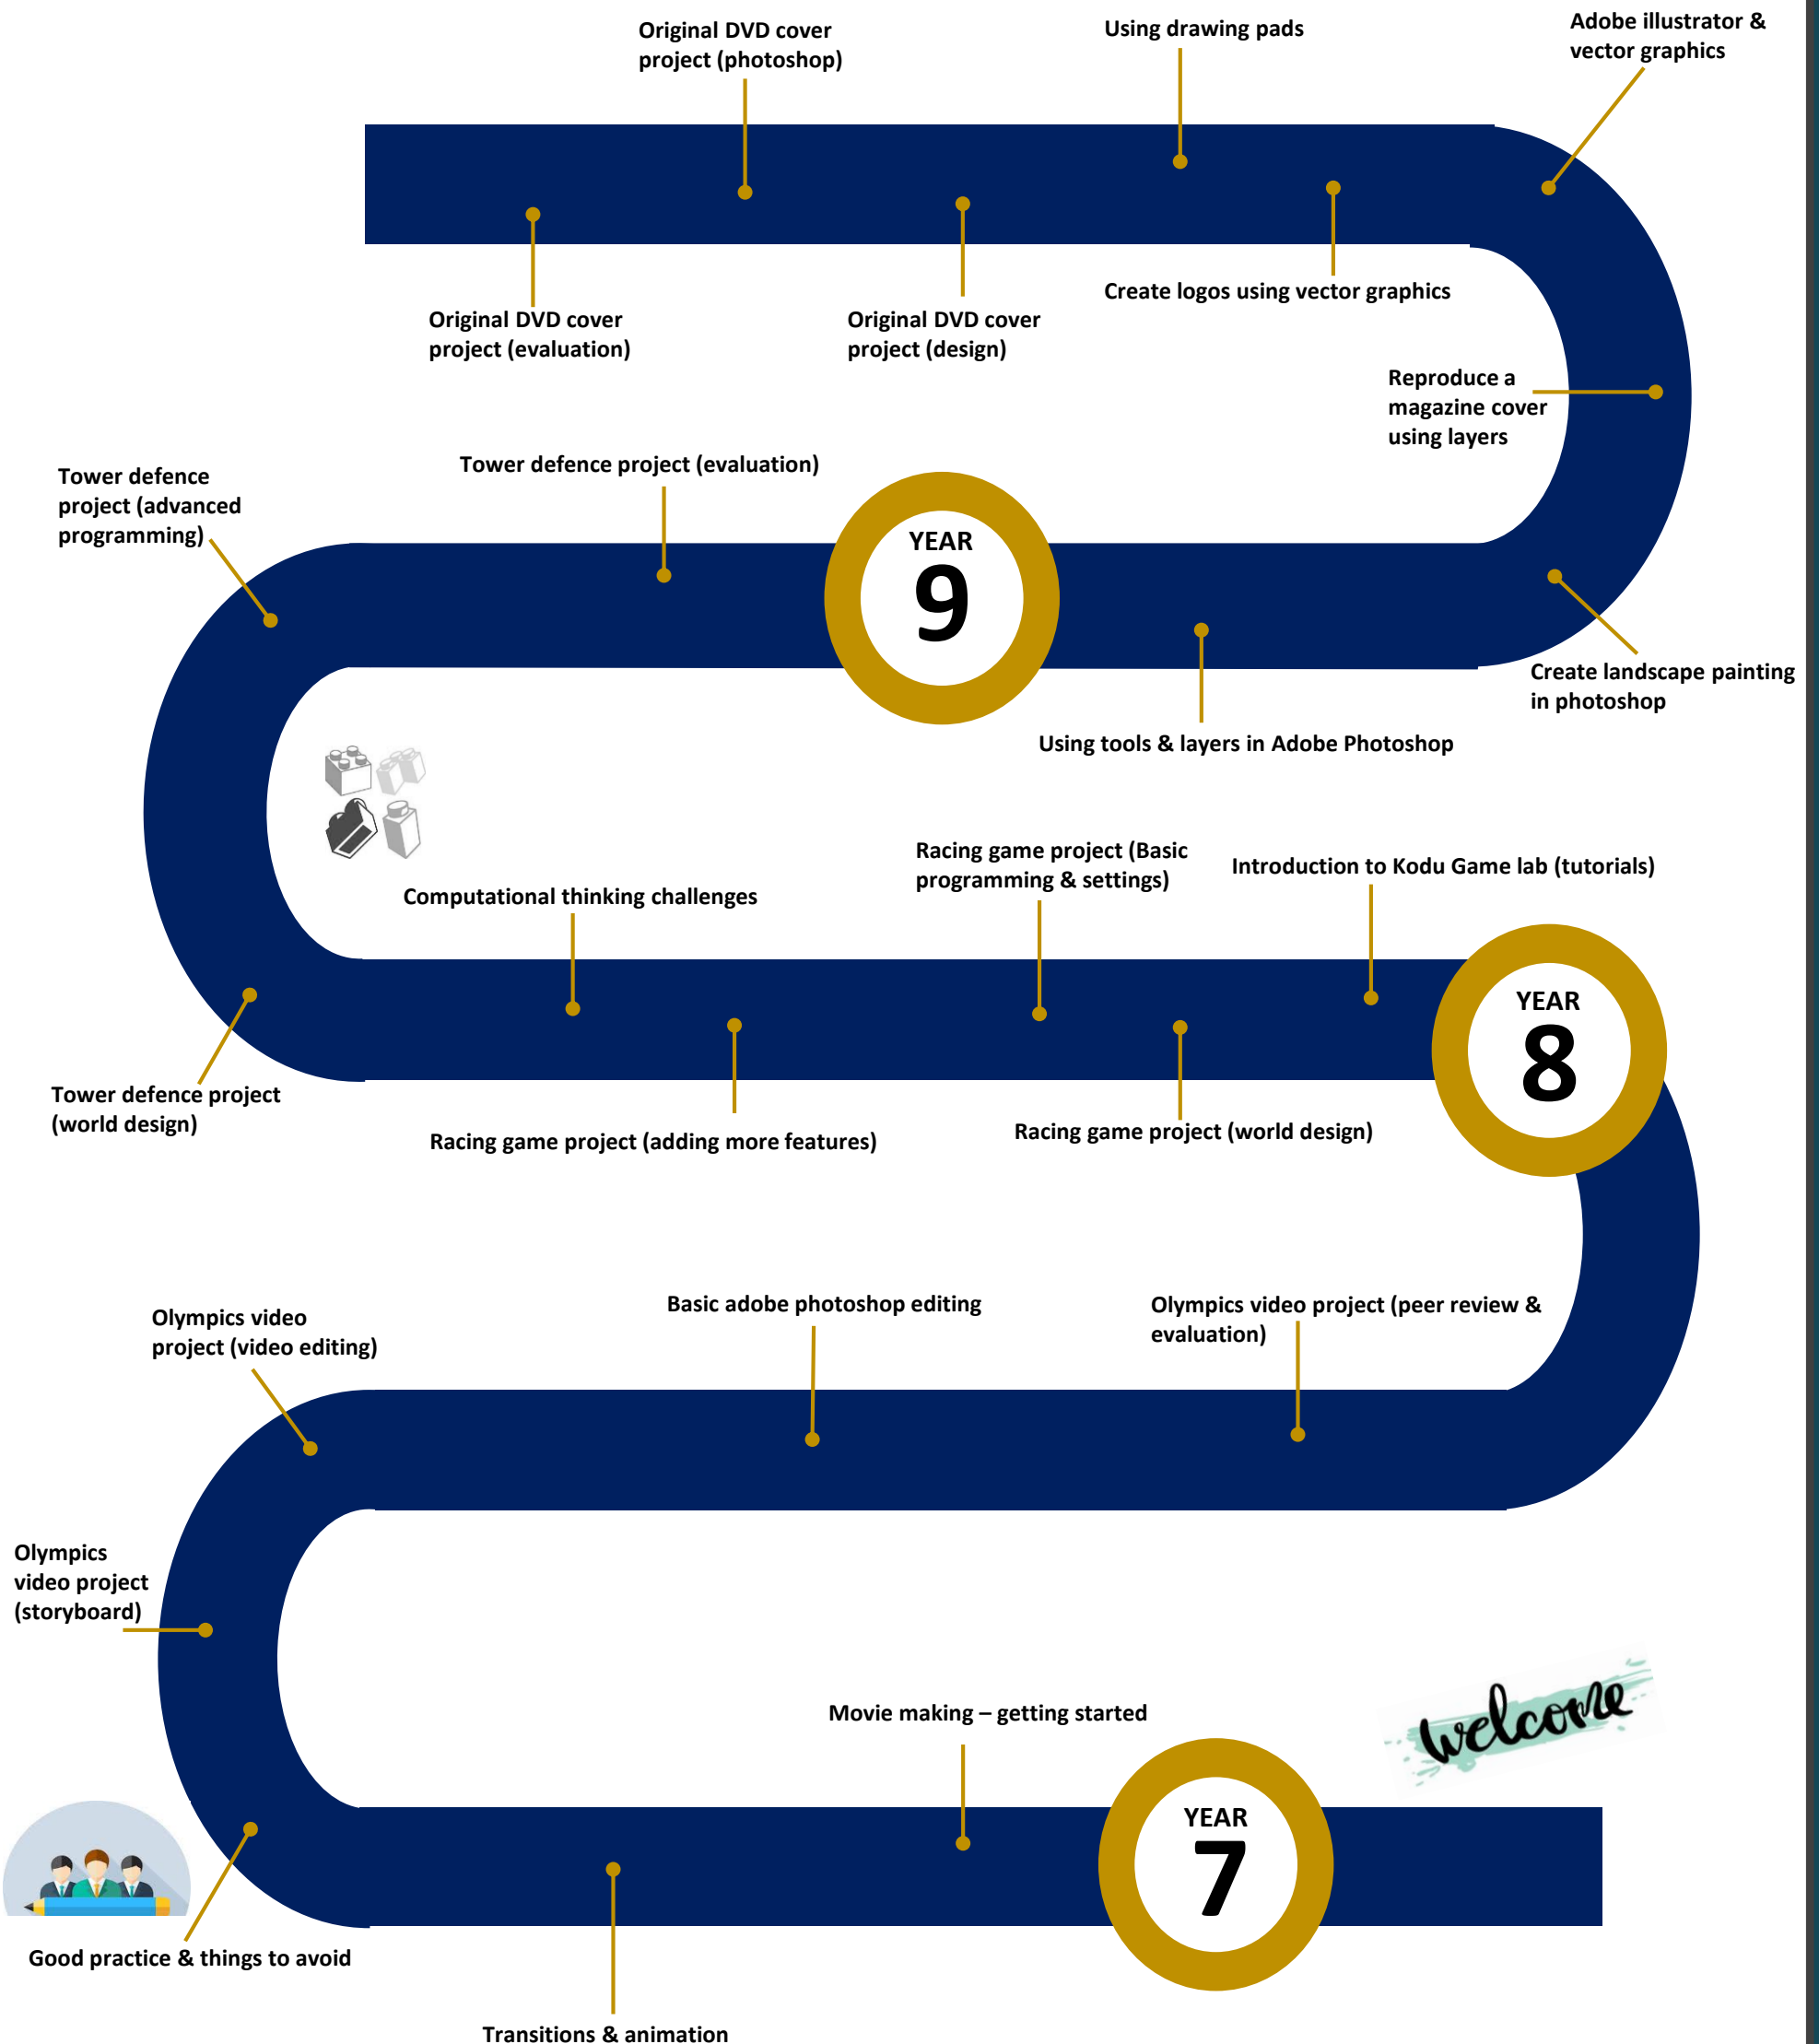 Original DVD cover
project (photoshop)
Using drawing pads
Adobe illustrator &
vector graphics
Original DVD cover
project (evaluation)
Original DVD cover
project (design)
Create logos using vector graphics
Reproduce a
magazine cover
using layers
Tower defence
project (advanced
programming)
Tower defence project (evaluation)
YEAR
9
Create landscape painting
in photoshop
Using tools & layers in Adobe Photoshop
Computational thinking challenges
Racing game project (Basic
programming & settings)
Introduction to Kodu Game lab (tutorials)
YEAR
8
Tower defence project
(world design)
Racing game project (adding more features)
Racing game project (world design)
Olympics video
project (video editing)
Basic adobe photoshop editing
Olympics video project (peer review &
evaluation)
Olympics
video project
(storyboard)
welcome
Movie making – getting started
YEAR
7
Good practice & things to avoid
Transitions & animation